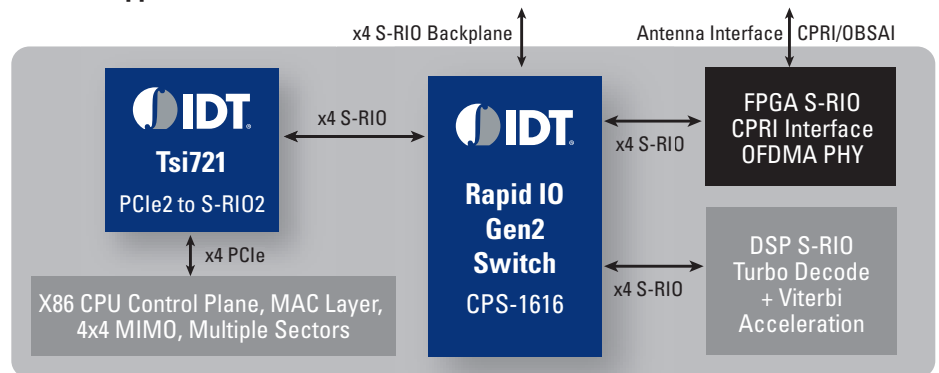 x4 S-RIO Backplane
Antenna Interface
CPRI/OBSAI
IDT.
Tsi721
PCIe2 to S-RIO2
x4 S-RIO
IDT.
Rapid IO
Gen2
Switch
CPS-1616
x4 S-RIO
FPGA S-RIO
CPRI Interface
OFDMA PHY
x4 PCIe
X86 CPU Control Plane, MAC Layer,
4x4 MIMO, Multiple Sectors
x4 S-RIO
DSP S-RIO
Turbo Decode
+ Viterbi
Acceleration